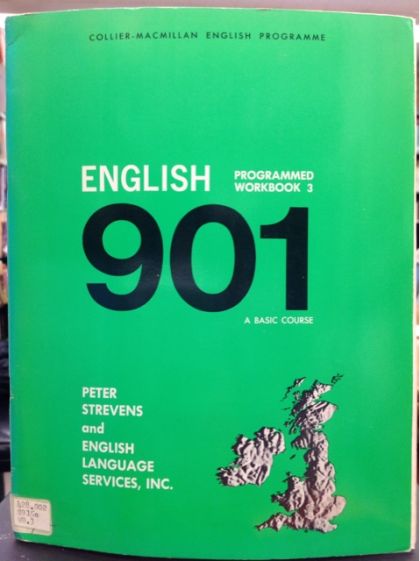 COLLIER-MACMILLAN ENGLISH PROGRAMME
ENGLISH
PROGRAMMED
WORKBOOK 3
901
A BASIC COURSE
PETER
STREVENS
and
ENGLISH
LANGUAGE
SERVICES, INC.